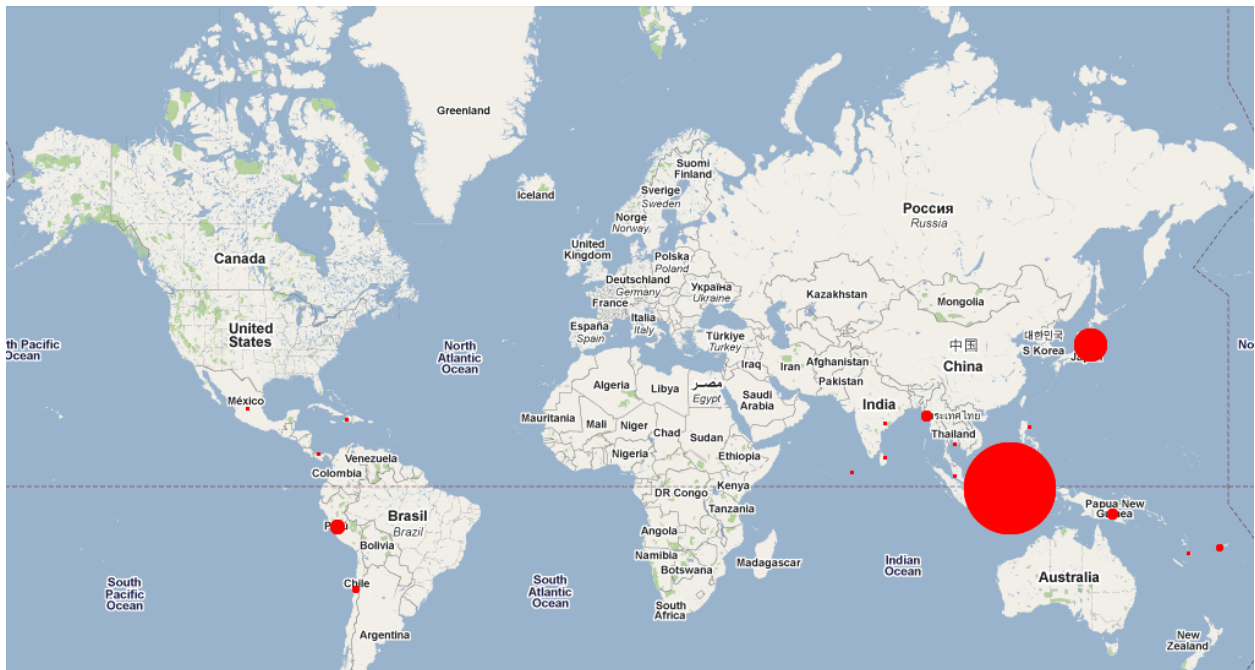 Greenland
Iceland
Suomi
Finland
Sverige
Sweden
Norge
Norway
Россия
Russia
Canada
United
Kingdom
Polska
Poland
Deutschland
Germany
Україна
Ukraine
Kazakhstan
Mongolia
France
United
States
Italia
Italy
España
Spain
Türkiye
Turkey
대한민국
S Korea
中国
China
North
Atlantic
Ocean
Pacific
Ocean
Iraq
Iran
Afghanistan
Pakistan
Algeria
Libya
مصر
Egypt
Saudi
Arabia
México
India
Mauritania
Mali
Niger
Chad
Sudan
Thailand
Nigeria
Ethiopia
Venezuela
Colombia
Kenya
DR Congo
Tanzania
Papua New
Brasil
Brazil
Angola
Bolivia
Namibia
Botswana
Madagascar
Indian
Ocean
Australia
Chile
South
Pacific
Ocean
South
Atlantic
Ocean
South
Africa
Argentina
New
Zealand